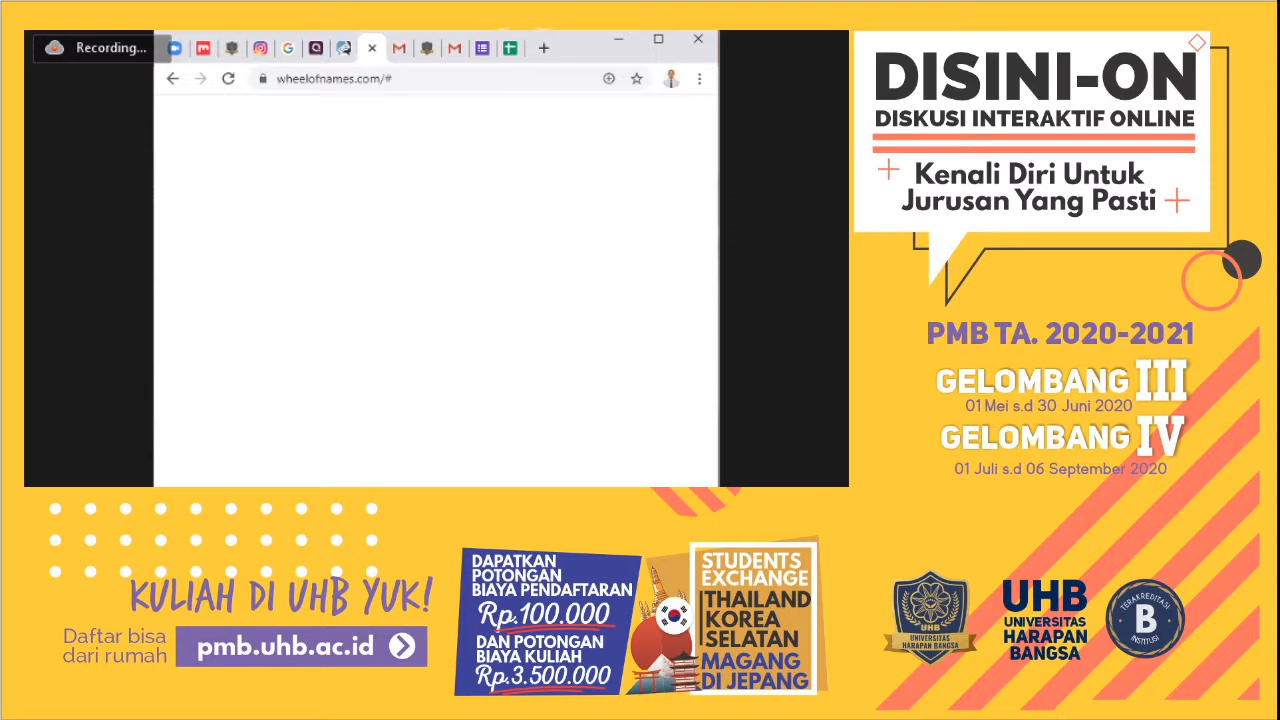 Recording...
wheelofnames.com/#
DISINI-ON
DISKUSI INTERAKTIF ONLINE
Kenali Diri Untuk
Jurusan Yang Pasti
PMB TA. 2020-2021
GELOMBANG III
01 Mei s.d 30 Juni 2020
GELOMBANG IV
01 Juli s.d 06 September 2020
KULIAH DI UHB YUK!
Daftar bisa
dari rumah
pmb.uhb.ac.id
DAPATKAN
POTONGAN
BIAYA PENDAFTARAN
Rp.100.000
DAN POTONGAN
BIAYA KULIAH
Rp.3.500.000
STUDENTS
EXCHANGE
THAILAND
KOREA
SELATAN
MAGANG
DI JEPANG
UHB
UNIVERSITAS
HARAPAN BANGSA
UHB
UNIVERSITAS
HARAPAN
BANGSA
TERAKREDITASI
B
INSTITUSI